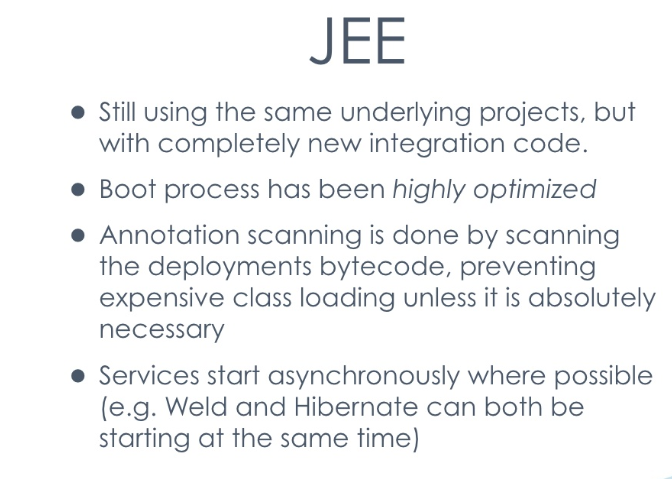 JEE
● Still using the same underlying projects, but
with completely new integration code.
● Boot process has been highly optimized
● Annotation scanning is done by scanning
the deployments bytecode, preventing
expensive class loading unless it is absolutely
necessary
● Services start asynchronously where possible
(e.g. Weld and Hibernate can both be
starting at the same time)